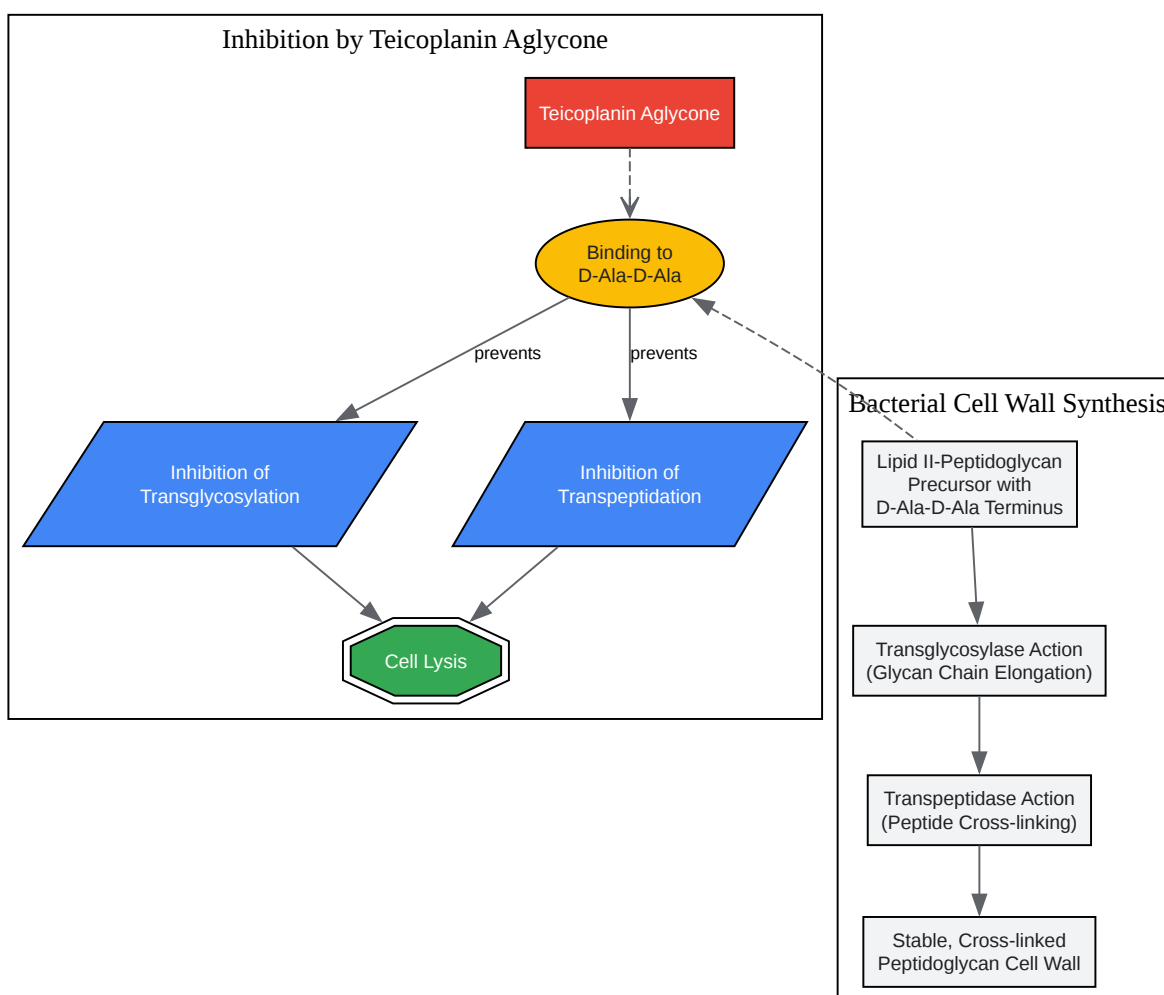 Inhibition by Teicoplanin Aglycone
Teicoplanin Aglycone
Binding to
D-Ala-D-Ala
prevents
prevents
Inhibition of
Transglycosylation
Inhibition of
Transpeptidation
Cell Lysis
Bacterial Cell Wall Synthesis
Lipid II-Peptidoglycan
Precursor with
D-Ala-D-Ala Terminus
Transglycosylase Action
(Glycan Chain Elongation)
Transpeptidase Action
(Peptide Cross-linking)
Stable, Cross-linked
Peptidoglycan Cell Wall